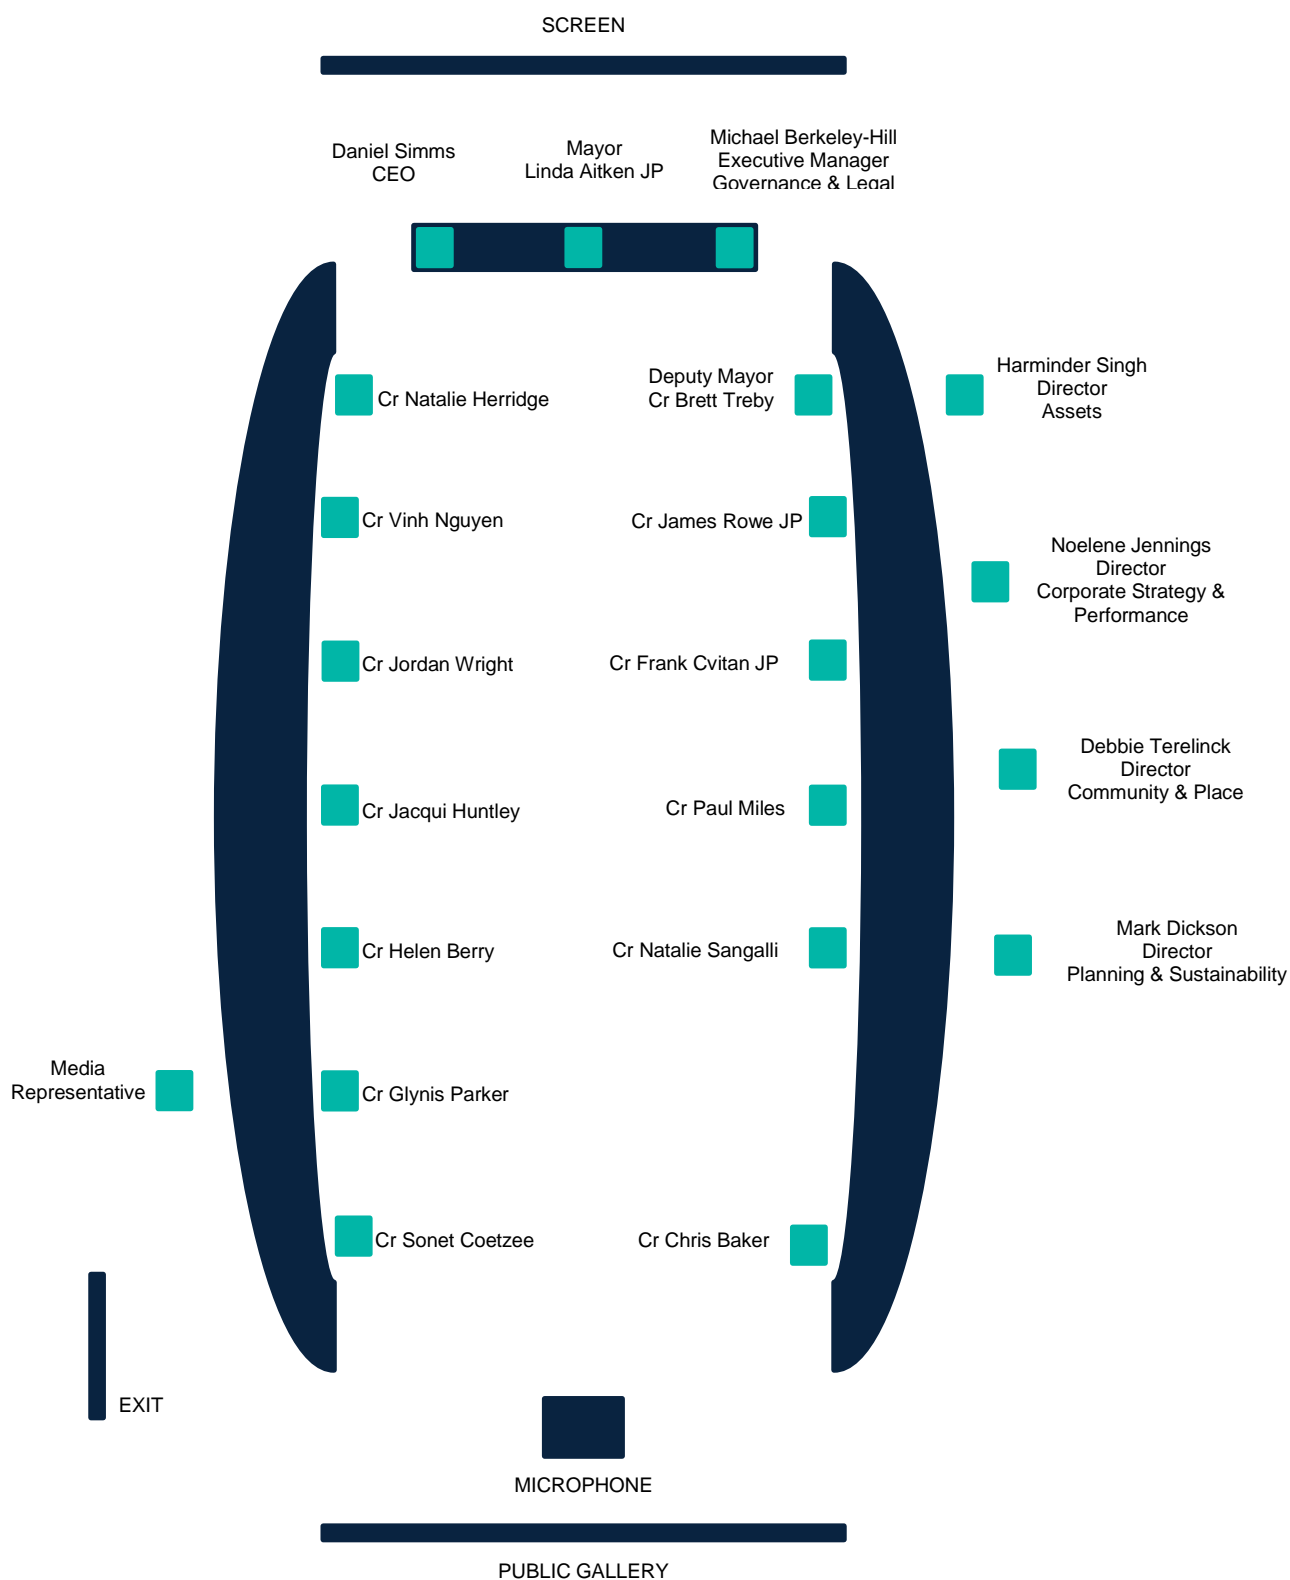 SCREEN
Daniel Simms
CEO
Mayor
Linda Aitken JP
Michael Berkeley-Hill
Executive Manager
Governance & Legal
Cr Natalie Herridge
Deputy Mayor
Cr Brett Treby
Harminder Singh
Director
Assets
Cr Vinh Nguyen
Cr James Rowe JP
Noelene Jennings
Director
Corporate Strategy &
Performance
Cr Jordan Wright
Cr Frank Cvitan JP
Debbie Terelinck
Director
Community & Place
Cr Jacqui Huntley
Cr Paul Miles
Cr Helen Berry
Cr Natalie Sangalli
Mark Dickson
Director
Planning & Sustainability
Media
Representative
Cr Glynis Parker
Cr Sonet Coetzee
Cr Chris Baker
EXIT
MICROPHONE
PUBLIC GALLERY